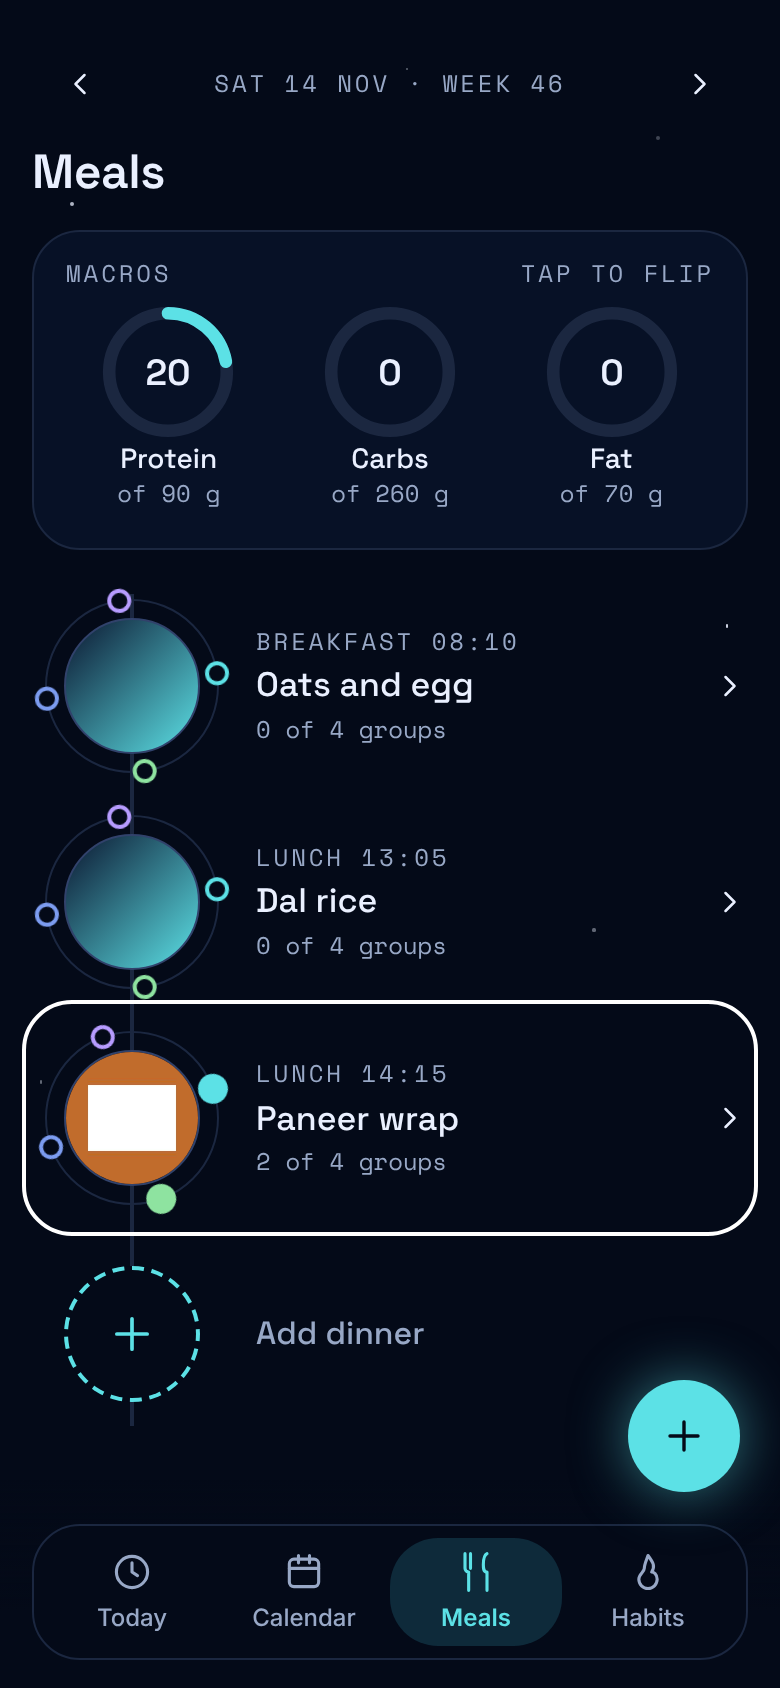 SAT 14 NOV · WEEK 46
Meals
MACROS TAP TO FLIP
20 0 0
Protein Carbs Fat
of 90 g of 260 g of 70 g
BREAKFAST 08:10
Oats and egg
0 of 4 groups
LUNCH 13:05
Dal rice
0 of 4 groups
LUNCH 14:15
Paneer wrap
2 of 4 groups
Add dinner
Today Calendar Meals Habits